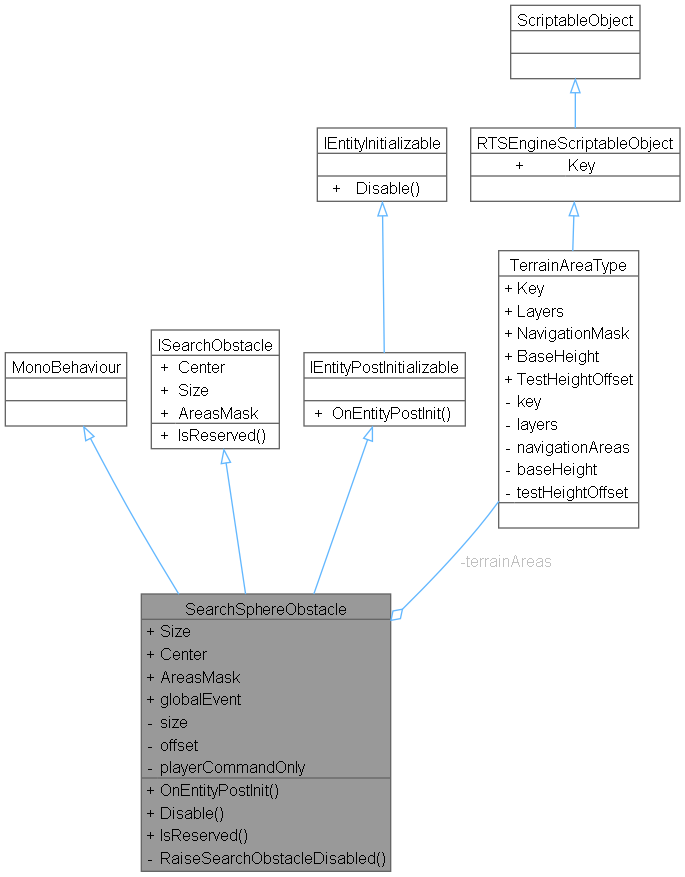 ScriptableObject
IEntityInitializable
+ Disable()
RTSEngineScriptableObject
+ Key
TerrainAreaType
+ Key
+ Layers
+ NavigationMask
+ BaseHeight
+ TestHeightOffset
- key
- layers
- navigationAreas
- baseHeight
- testHeightOffset
MonoBehaviour
ISearchObstacle
+ Center
+ Size
+ AreasMask
+ IsReserved()
IEntityPostInitializable
+ OnEntityPostInit()
-terrainAreas
SearchSphereObstacle
+ Size
+ Center
+ AreasMask
+ globalEvent
- size
- offset
- playerCommandOnly
+ OnEntityPostInit()
+ Disable()
+ IsReserved()
- RaiseSearchObstacleDisabled()